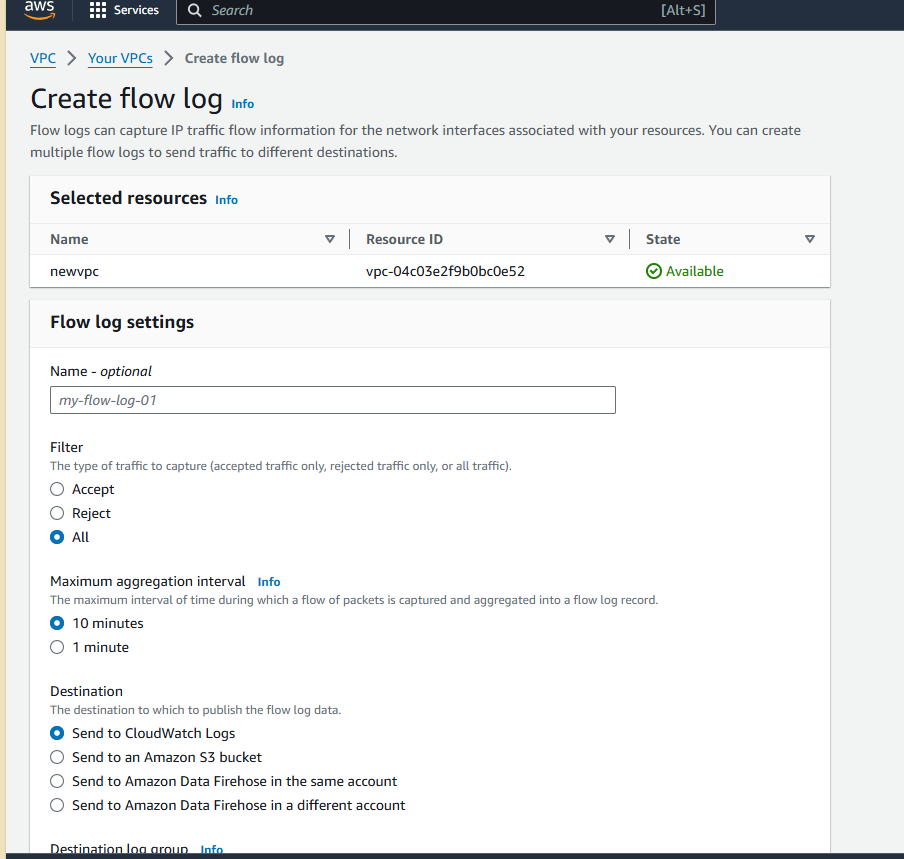 aws Services Search [Alt+S]
VPC > Your VPCs > Create flow log
Create flow log Info
Flow logs can capture IP traffic flow information for the network interfaces associated with your resources. You can create
multiple flow logs to send traffic to different destinations.
Selected resources Info
Name Resource ID State
newvpc vpc-04c03e2f9b0bc0e52 Available
Flow log settings
Name - optional
my-flow-log-01
Filter
The type of traffic to capture (accepted traffic only, rejected traffic only, or all traffic).
Accept
Reject
All
Maximum aggregation interval Info
The maximum interval of time during which a flow of packets is captured and aggregated into a flow log record.
10 minutes
1 minute
Destination
The destination to which to publish the flow log data.
Send to CloudWatch Logs
Send to an Amazon S3 bucket
Send to Amazon Data Firehose in the same account
Send to Amazon Data Firehose in a different account
Destination log group Info